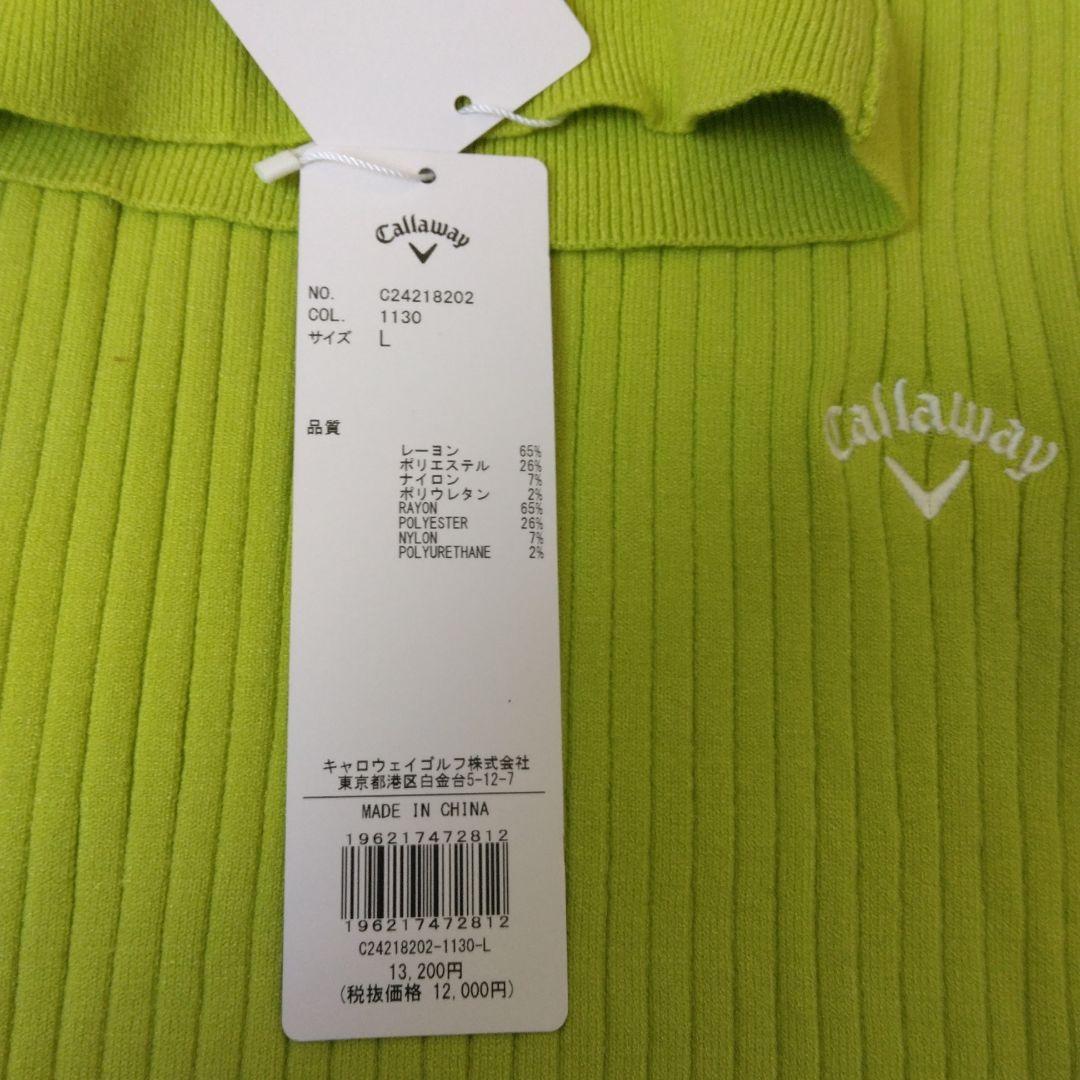 Callaway
NO. C24218202
COL. 1130
サイズ L
品質
レーヨン 65%
ポリエステル 26%
ナイロン 7%
ポリウレタン 2%
RAYON 65%
POLYESTER 26%
NYLON 7%
POLYURETHANE 2%
キャロウェイゴルフ株式会社
東京都港区白金台5-12-7
MADE IN CHINA
196217472812
196217472812
C24218202-1130-L
13,200円
(税抜価格 12,000円)
Callaway